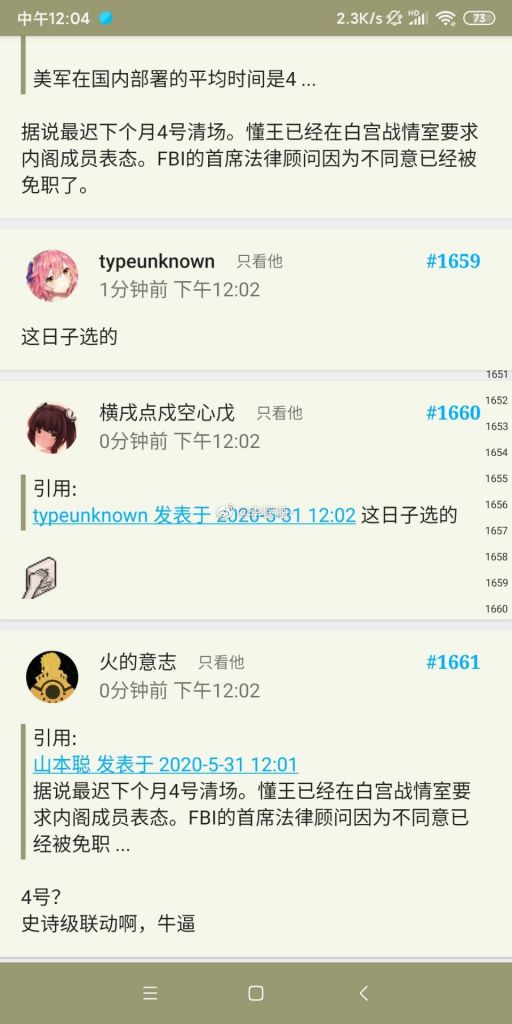 中午12:04
2.3K/s
HD
73
美军在国内部署的平均时间是4 ...
据说最迟下个月4号清场。懂王已经在白宫战情室要求
内阁成员表态。FBI的首席法律顾问因为不同意已经被
免职了。
typeunknown 只看他 #1659
1分钟前 下午12:02
这日子选的
1651
1652
1653
1654
1655
1656
1657
1658
1659
1660
横戌点戍空心戊 只看他 #1660
0分钟前 下午12:02
引用:
typeunknown 发表于 2020-5-31 12:02 这日子选的
火的意志 只看他 #1661
0分钟前 下午12:02
引用:
山本聪 发表于 2020-5-31 12:01
据说最迟下个月4号清场。懂王已经在白宫战情室要
求内阁成员表态。FBI的首席法律顾问因为不同意已
经被免职 ...
4号？
史诗级联动啊，牛逼